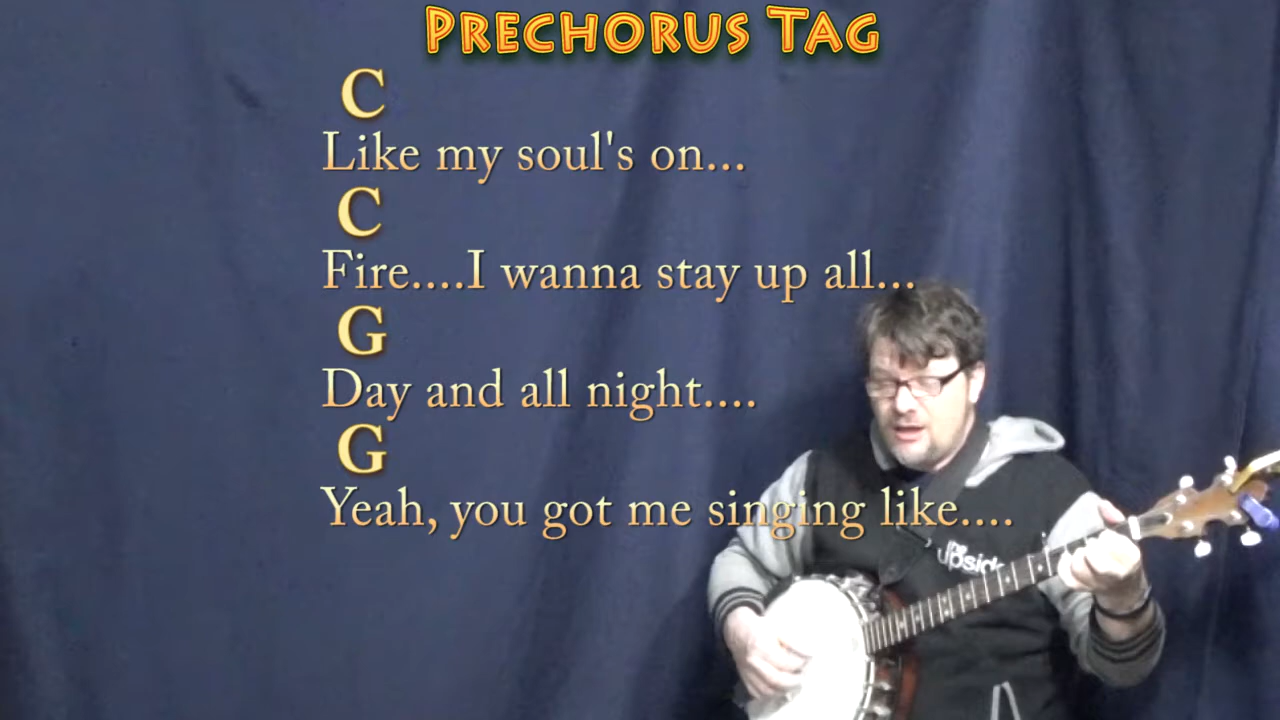 PRECHORUS TAG
C
Like my soul's on...
C
Fire....I wanna stay up all...
G
Day and all night....
G
Yeah, you got me singing like....